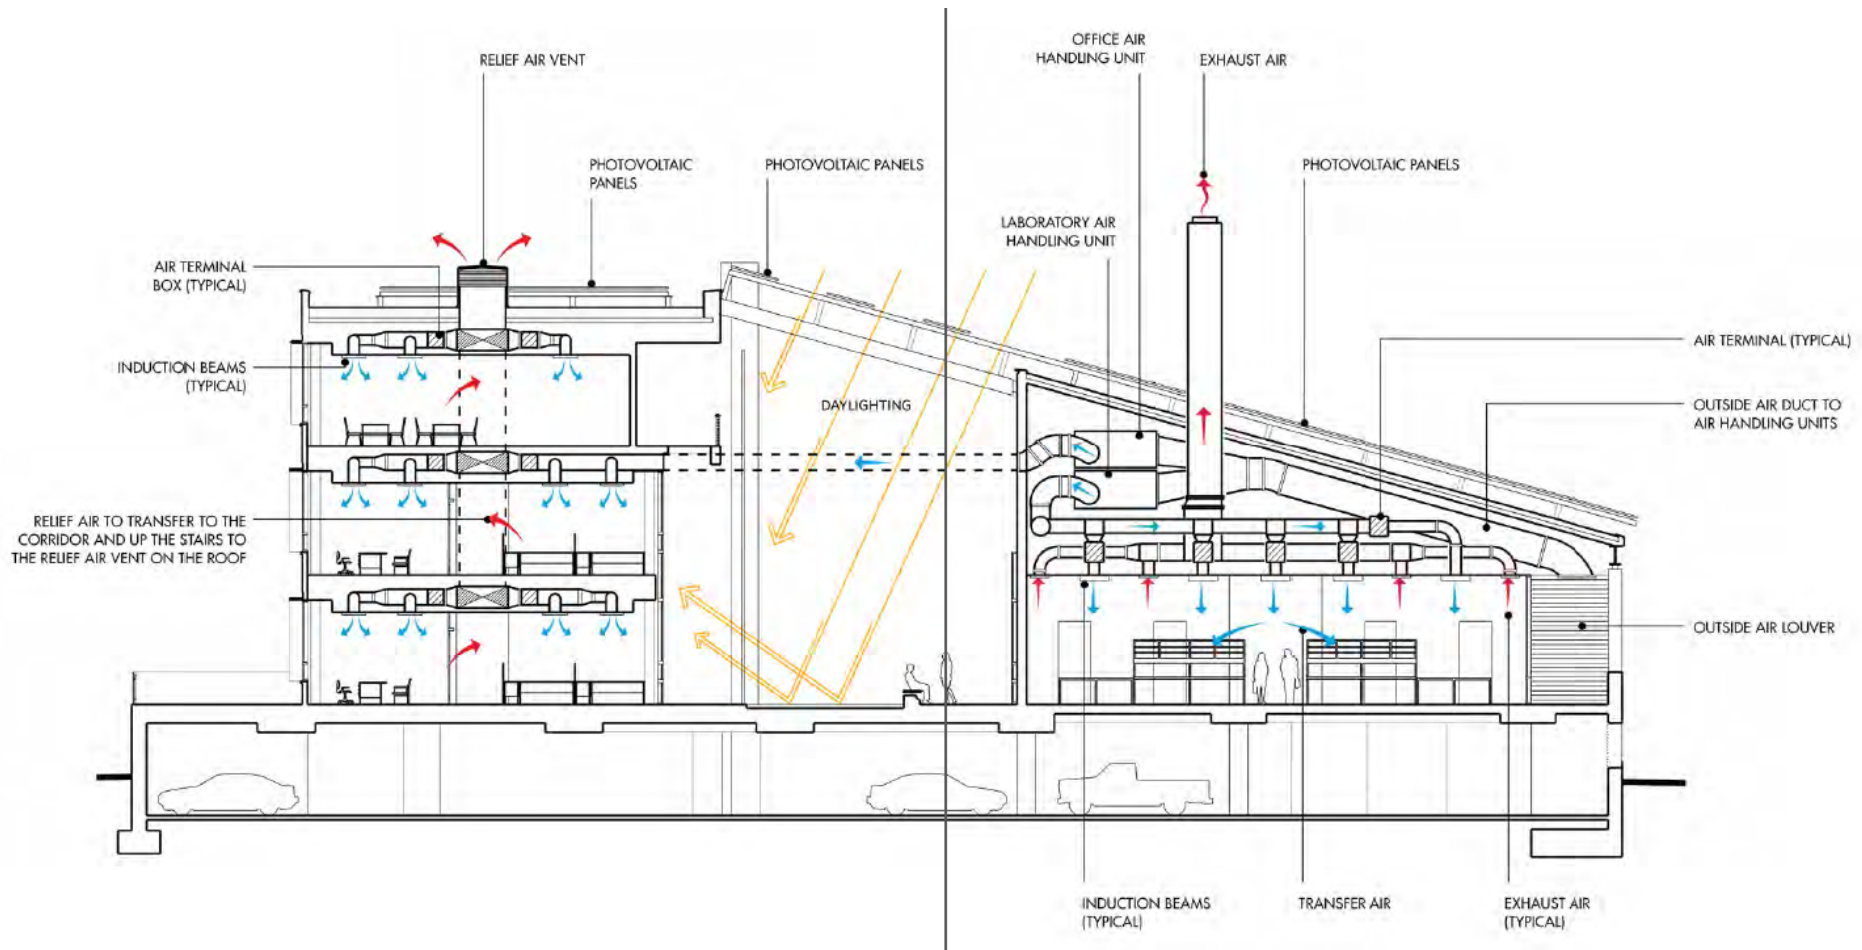 RELIEF AIR VENT
OFFICE AIR
HANDLING UNIT
EXHAUST AIR
PHOTOVOLTAIC
PANELS
PHOTOVOLTAIC PANELS
PHOTOVOLTAIC PANELS
LABORATORY AIR
HANDLING UNIT
AIR TERMINAL
BOX (TYPICAL)
INDUCTION BEAMS
(TYPICAL)
AIR TERMINAL (TYPICAL)
DAYLIGHTING
OUTSIDE AIR DUCT TO
AIR HANDLING UNITS
RELIEF AIR TO TRANSFER TO THE
CORRIDOR AND UP THE STAIRS TO
THE RELIEF AIR VENT ON THE ROOF
OUTSIDE AIR LOUVER
INDUCTION BEAMS
(TYPICAL)
TRANSFER AIR
EXHAUST AIR
(TYPICAL)